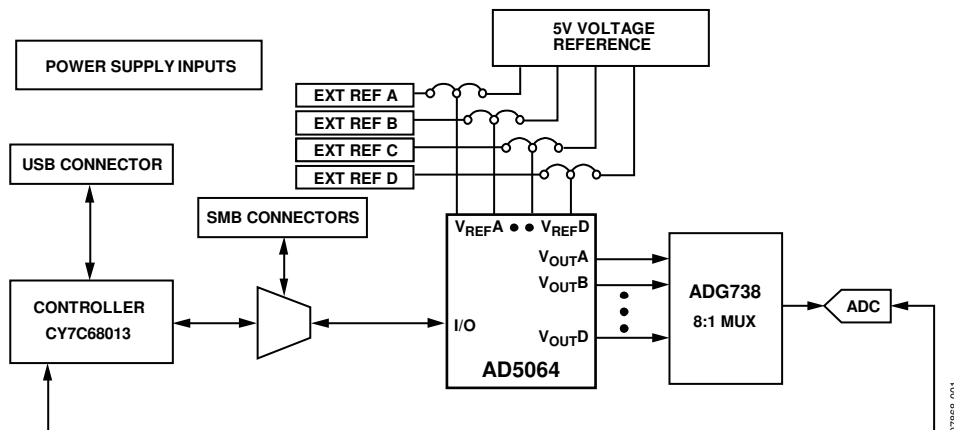 5V VOLTAGE
REFERENCE
POWER SUPPLY INPUTS
EXT REF A
EXT REF B
EXT REF C
EXT REF D
USB CONNECTOR
SMB CONNECTORS
VREFA •• VREFD
VOUTA
VOUTB
VOUTD
I/O
AD5064
CONTROLLER
CY7C68013
ADG738
8:1 MUX
ADC